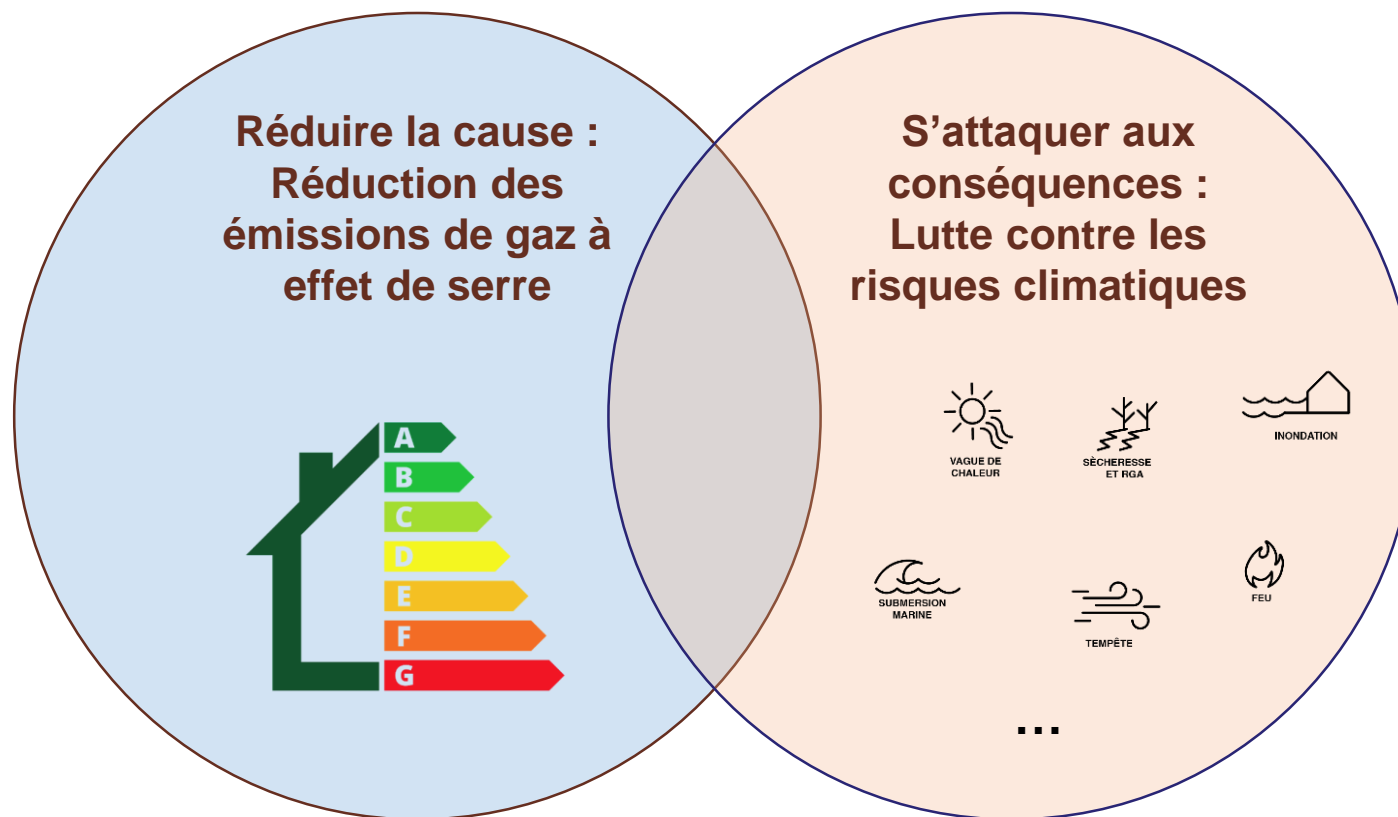 Réduire la cause :
Réduction des
émissions de gaz à
effet de serre
A
B
C
D
E
F
G
S’attaquer aux
conséquences :
Lutte contre les
risques climatiques
VAGUE DE
CHALEUR
SÈCHERESSE
ET RGA
INONDATION
SUBMERSION
MARINE
TEMPÊTE
FEU
...